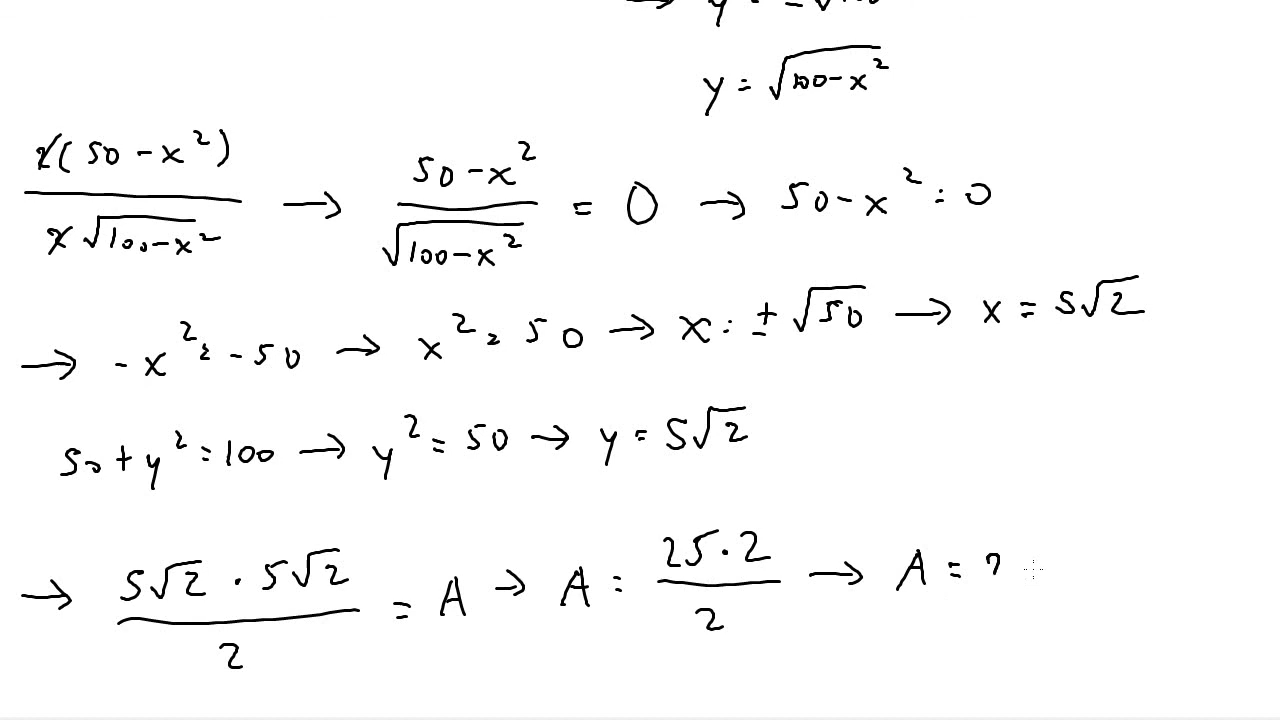 y = √(100-x²)
x(50-x²) / x√(100-x²) → 50-x² / √(100-x²) = 0 → 50-x² = 0
→ -x² = -50 → x² = 50 → x = ±√50 → x = 5√2
50+y² = 100 → y² = 50 → y = 5√2
→ 5√2 · 5√2 / 2 = A → A = 25·2 / 2 → A =